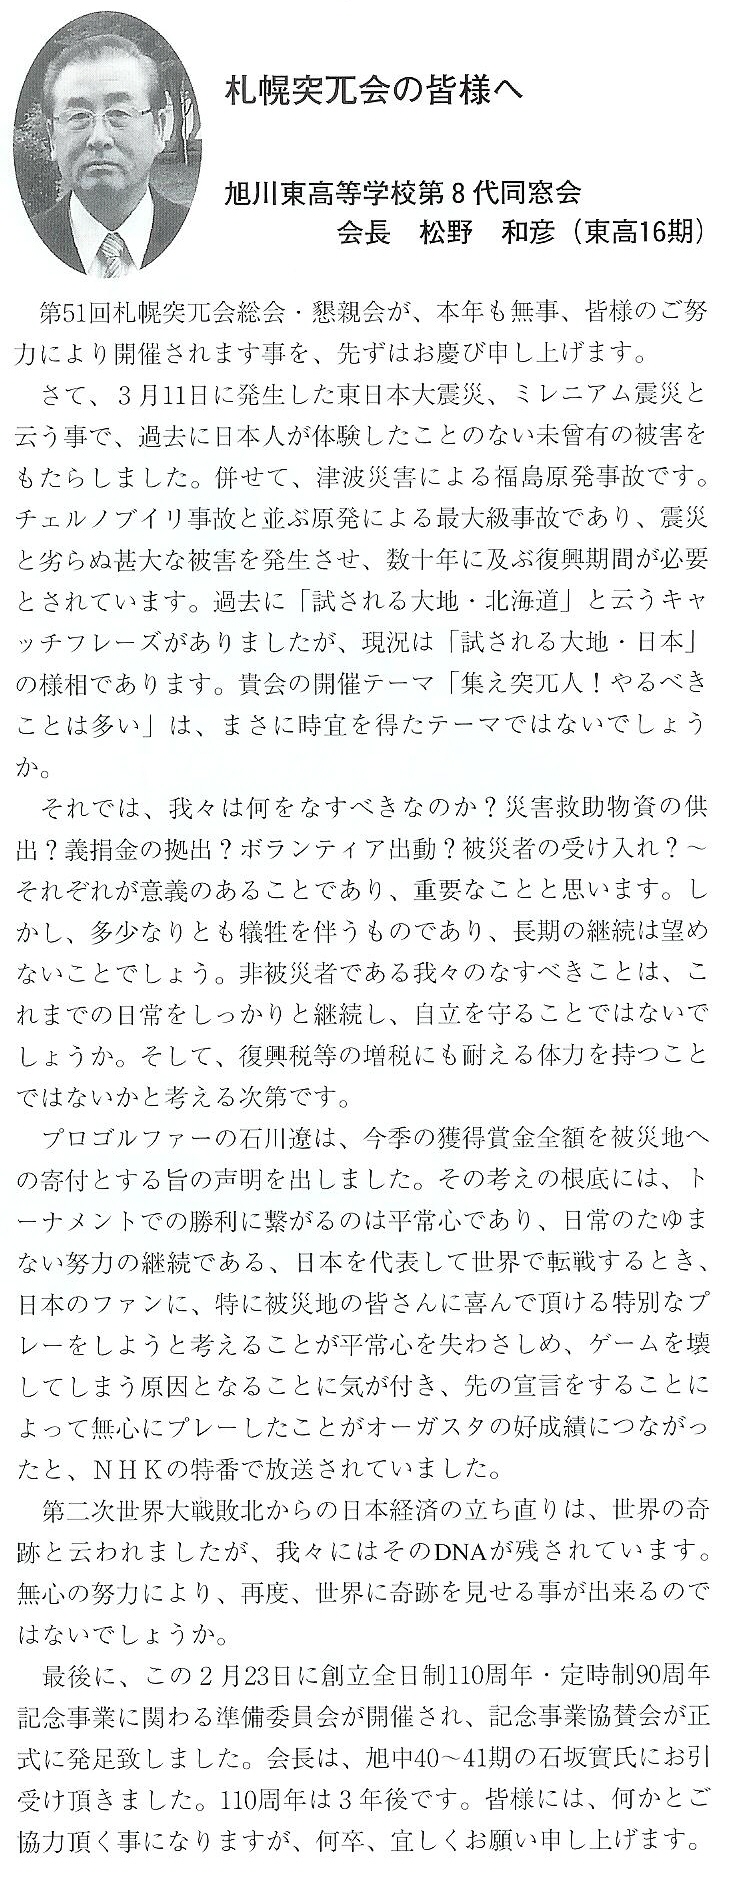 札幌突兀会の皆様へ
旭川東高等学校第8代同窓会
会長　松野　和彦（東高16期）
第51回札幌突兀会総会・懇親会が、本年も無事、皆様のご努
力により開催されます事を、先ずはお慶び申し上げます。
さて、３月11日に発生した東日本大震災、ミレニアム震災と
云う事で、過去に日本人が体験したことのない未曾有の被害を
もたらしました。併せて、津波災害による福島原発事故です。
チェルノブイリ事故と並ぶ原発による最大級事故であり、震災
と劣らぬ甚大な被害を発生させ、数十年に及ぶ復興期間が必要
とされています。過去に「試される大地・北海道」と云うキャ
ッチフレーズがありましたが、現況は「試される大地・日本」
の様相であります。貴会の開催テーマ「集え突兀人！やるべき
ことは多い」は、まさに時宜を得たテーマではないでしょう
か。
それでは、我々は何をなすべきなのか？災害救助物資の供
出？義捐金の拠出？ボランティア出動？被災者の受け入れ？～
それぞれが意義のあることであり、重要なことと思います。し
かし、多少なりとも犠牲を伴うものであり、長期の継続は望め
ないことでしょう。非被災者である我々のなすべきことは、こ
れまでの日常をしっかりと継続し、自立を守ることではないで
しょうか。そして、復興税等の増税にも耐える体力を持つこと
ではないかと考える次第です。
プロゴルファーの石川遼は、今季の獲得賞金全額を被災地へ
の寄付とする旨の声明を出しました。その考えの根底には、ト
ーナメントでの勝利に繋がるのは平常心であり、日常のたゆま
ない努力の継続である、日本を代表して世界で転戦するとき、
日本のファンに、特に被災地の皆さんに喜んで頂ける特別なプ
レーをしようと考えることが平常心を失わさしめ、ゲームを壊
してしまう原因となることに気が付き、先の宣言をすることに
よって無心にプレーしたことがオーガスタの好成績につながっ
たと、ＮＨＫの特番で放送されていました。
第二次世界大戦敗北からの日本経済の立ち直りは、世界の奇
跡と云われましたが、我々にはそのDNAが残されています。
無心の努力により、再度、世界に奇跡を見せる事が出来るので
はないでしょうか。
最後に、この２月23日に創立全日制110周年・定時制90周年
記念事業に関わる準備委員会が開催され、記念事業協賛会が正
式に発足致しました。会長は、旭中40～41期の石坂實氏にお引
受け頂きました。110周年は３年後です。皆様には、何かとご
協力頂く事になりますが、何卒、宜しくお願い申し上げます。